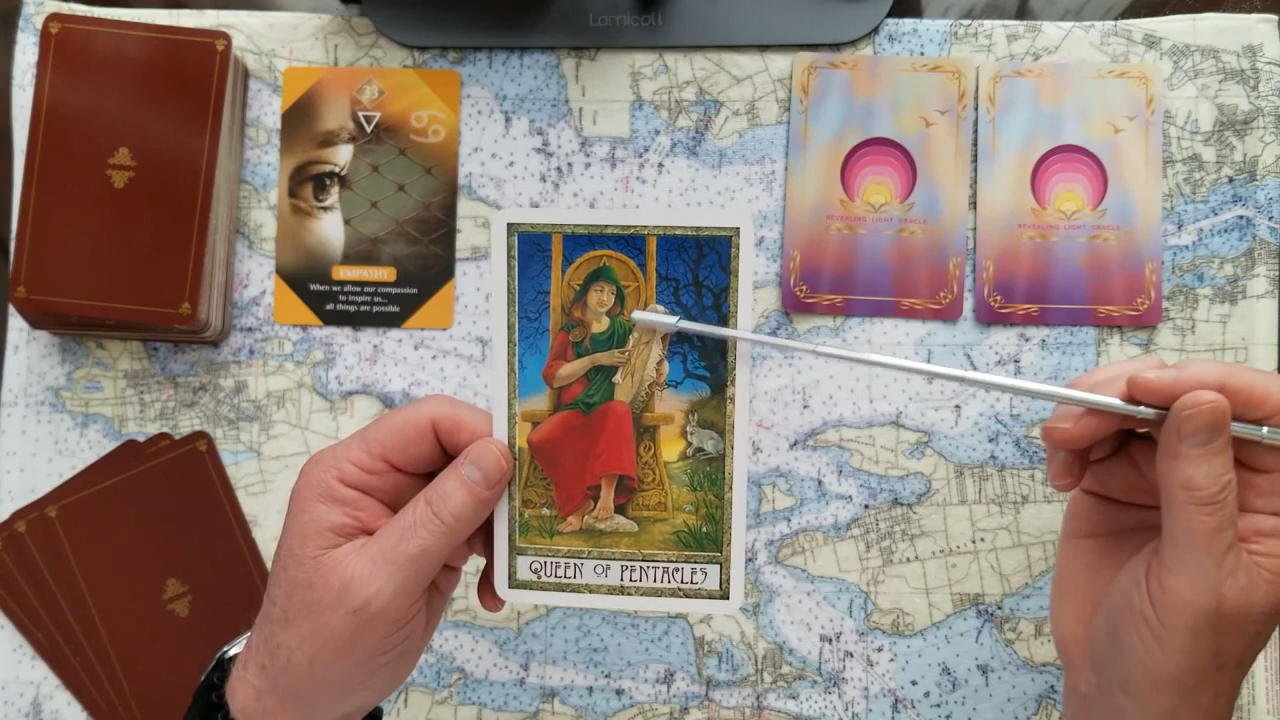 Lamicall
33
69
EMPATHY
When we allow our compassion
to inspire us...
all things are possible
REVEALING LIGHT ORACLE
REVEALING LIGHT ORACLE
QUEEN OF PENTACLES